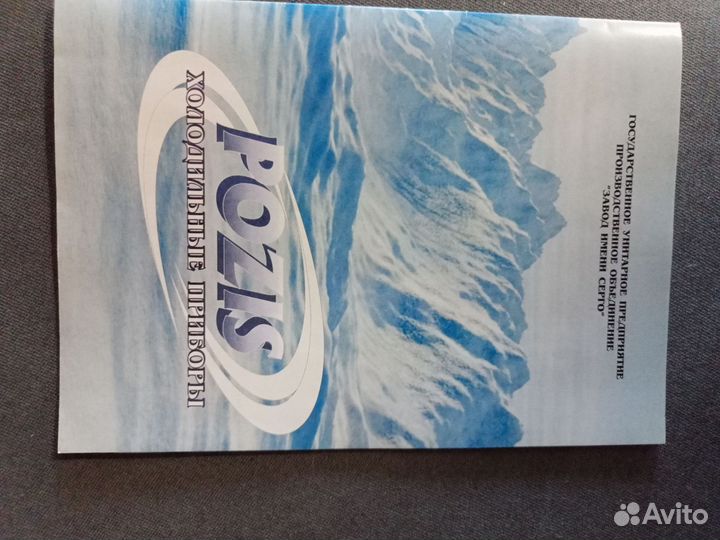 ГОСУДАРСТВЕННОЕ УНИТАРНОЕ ПРЕДПРИЯТИЕ
ПРОИЗВОДСТВЕННОЕ ОБЪЕДИНЕНИЕ
"ЗАВОД ИМЕНИ СЕРГО"
POZIS
ХОЛОДИЛЬНЫЕ ПРИБОРЫ
Avito